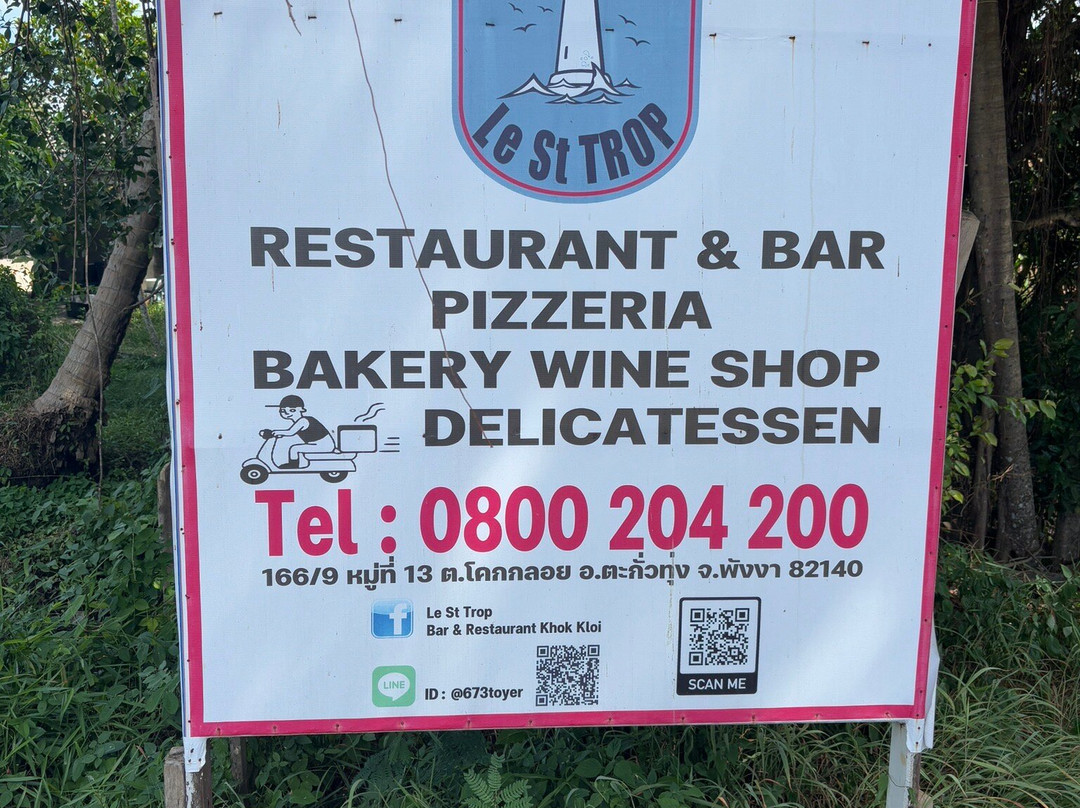 Le St TROP
RESTAURANT & BAR
PIZZERIA
BAKERY WINE SHOP
DELICATESSEN
Tel : 0800 204 200
166/9 หมู่ที่ 13 ต.โคกกลอย อ.ตะกั่วทุ่ง จ.พังงา 82140
Le St Trop
Bar & Restaurant Khok Kloi
LINE
ID : @673toyer
SCAN ME